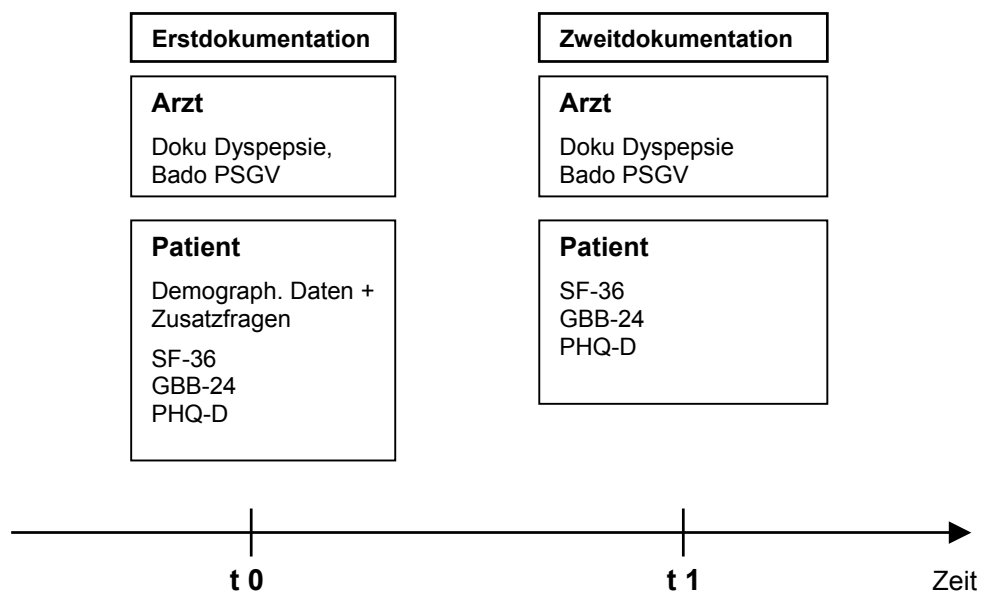 Erstdokumentation
Arzt
Doku Dyspepsie,
Bado PSGV
Patient
Demograph. Daten +
Zusatzfragen
SF-36
GBB-24
PHQ-D
Zweitdokumentation
Arzt
Doku Dyspepsie
Bado PSGV
Patient
SF-36
GBB-24
PHQ-D
t 0
t 1
Zeit